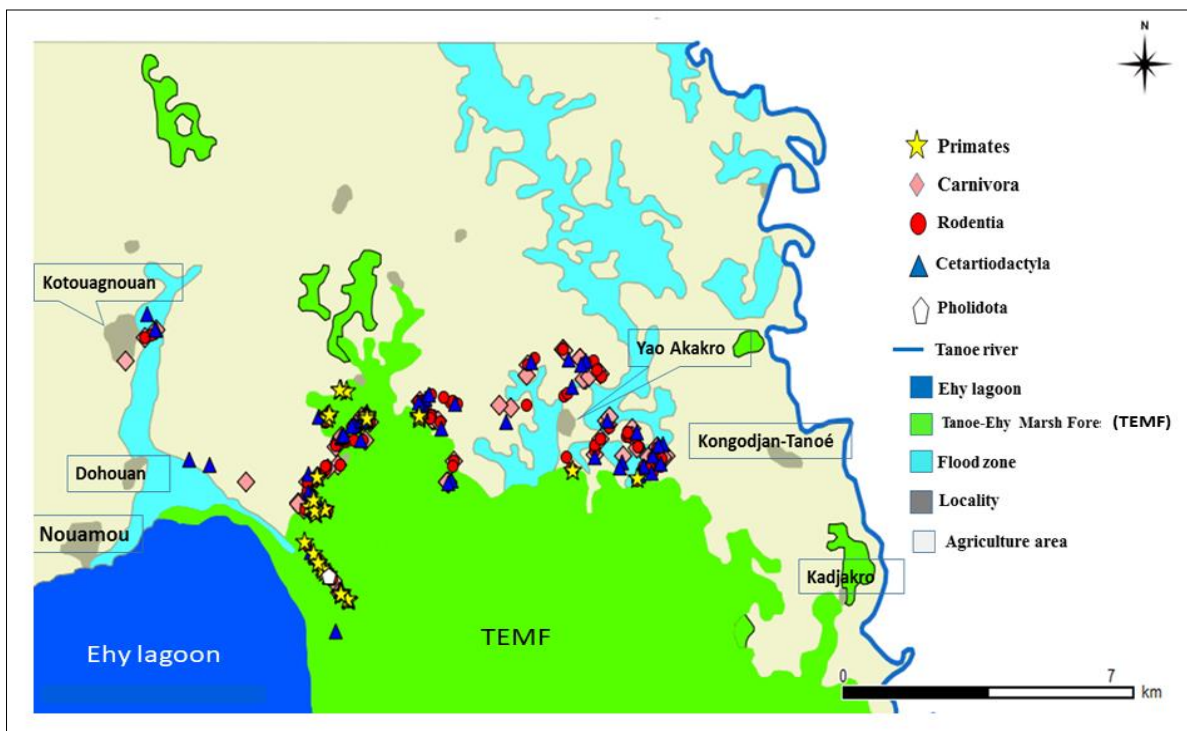 N
Primates
Carnivora
Rodentia
Cetartiodactyla
Pholidota
Tanoe river
Ehy lagoon
Tanoe-Ehy Marsh Fores (TEMF)
Flood zone
Locality
Agriculture area
Kotouagnouan
Yao Akakro
Kongodjan-Tanoé
Dohouan
Nouamou
Kadjakro
TEMF
Ehy lagoon
0 7
km